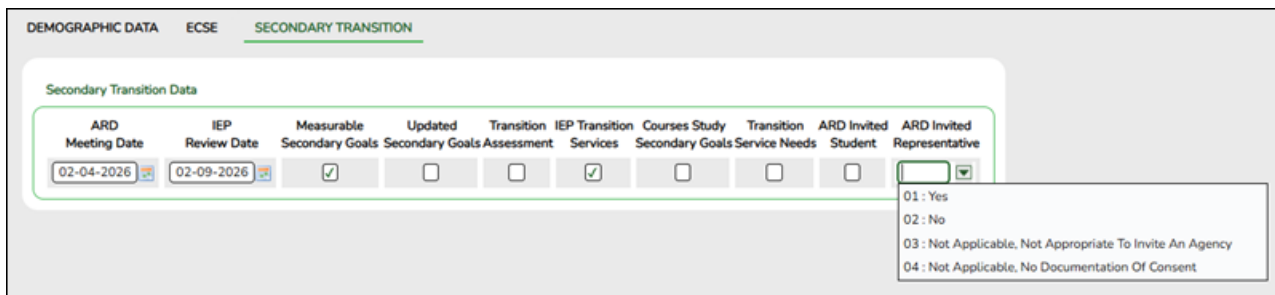 DEMOGRAPHIC DATA ECSE SECONDARY TRANSITION
Secondary Transition Data
ARD Meeting Date
IEP Review Date
Measurable Secondary Goals
Updated Secondary Goals
Transition Assessment
IEP Transition Services
Courses Study Secondary Goals
Transition Service Needs
ARD Invited Student
ARD Invited Representative
02-04-2026 02-09-2026
01 : Yes
02 : No
03 : Not Applicable, Not Appropriate To Invite An Agency
04 : Not Applicable, No Documentation Of Consent